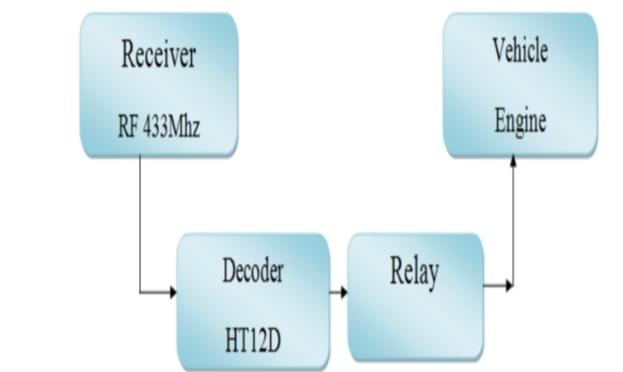 Receiver
RF 433Mhz
Vehicle
Engine
Decoder
HT12D
Relay